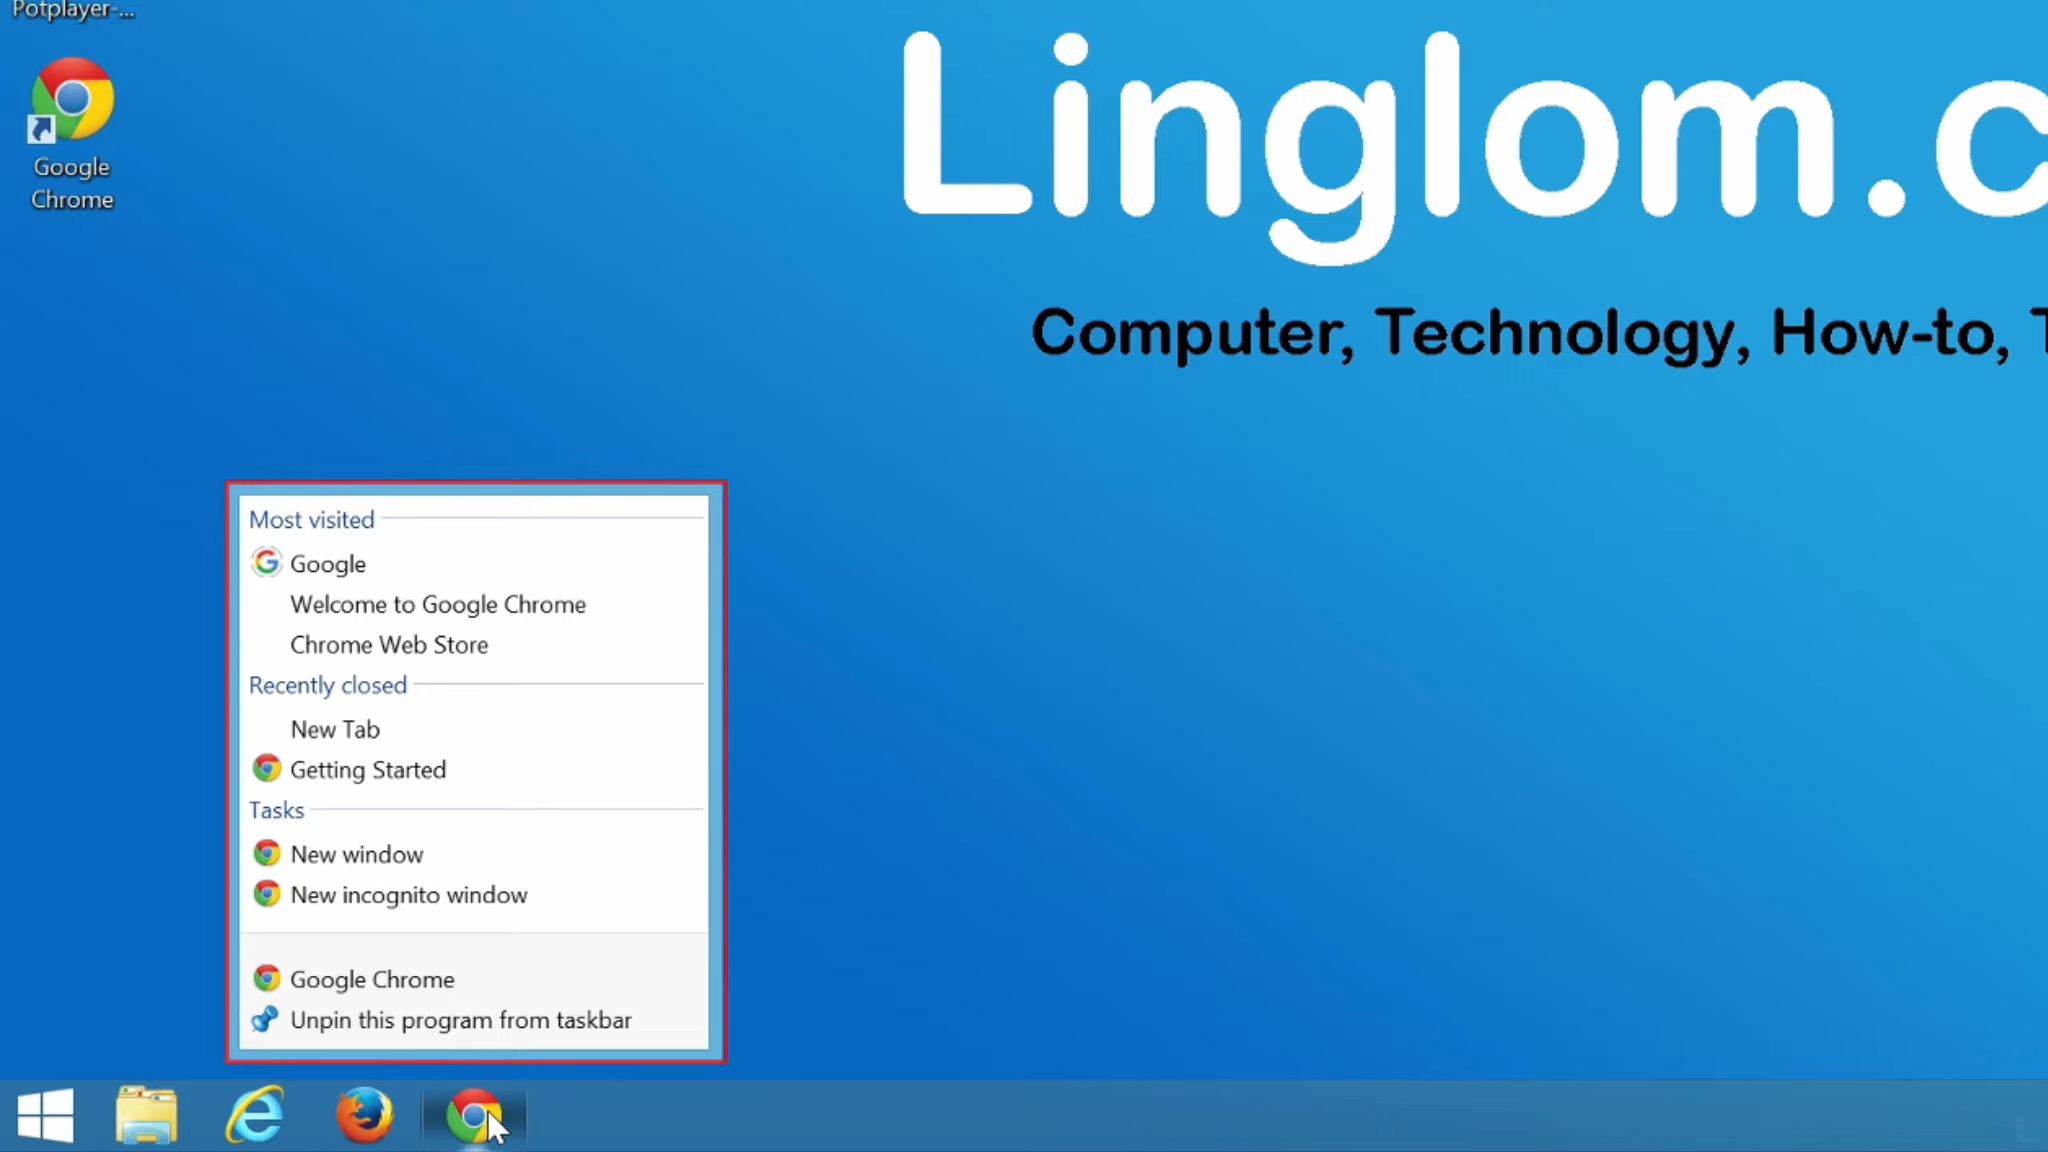 Potplayer-...
Google
Chrome
Linglom.c
Computer, Technology, How-to, T
Most visited
Google
Welcome to Google Chrome
Chrome Web Store
Recently closed
New Tab
Getting Started
Tasks
New window
New incognito window
Google Chrome
Unpin this program from taskbar